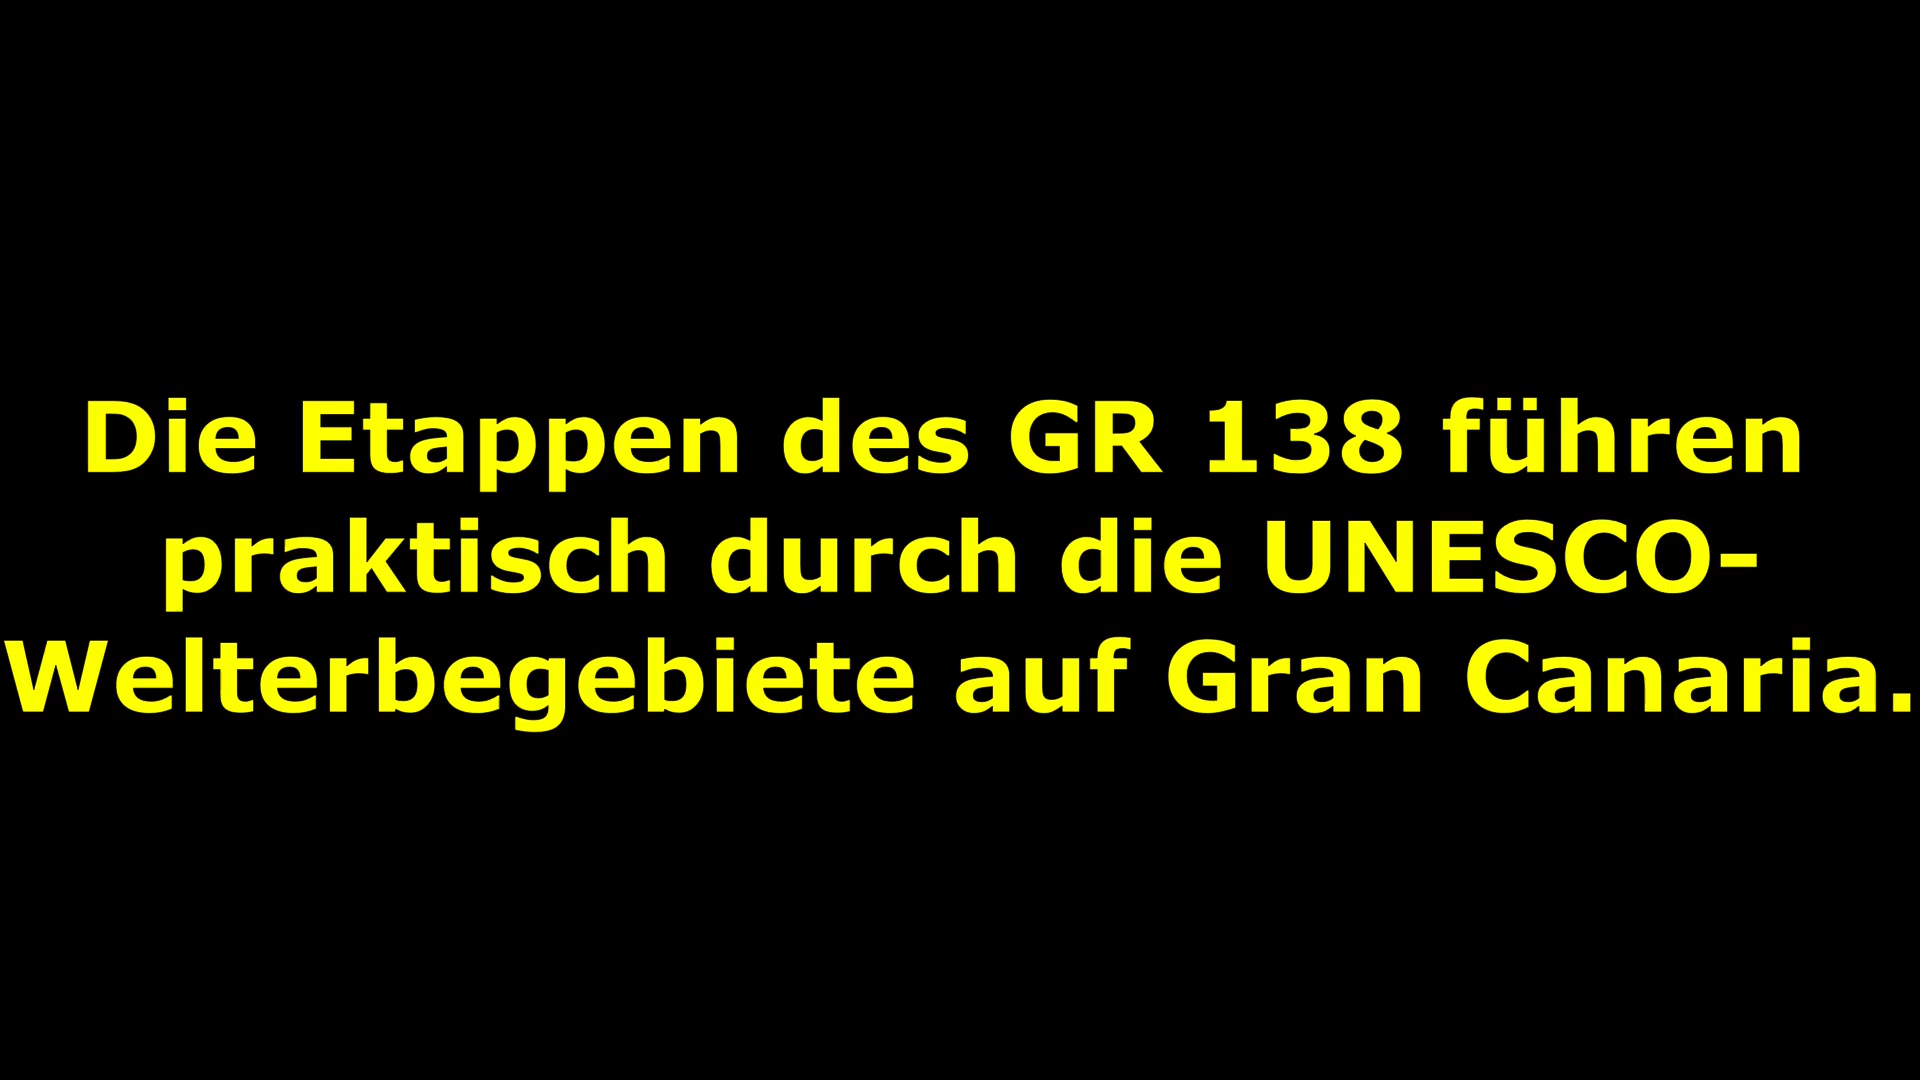 Die Etappen des GR 138 führen
praktisch durch die UNESCO-
Welterbegebiete auf Gran Canaria.